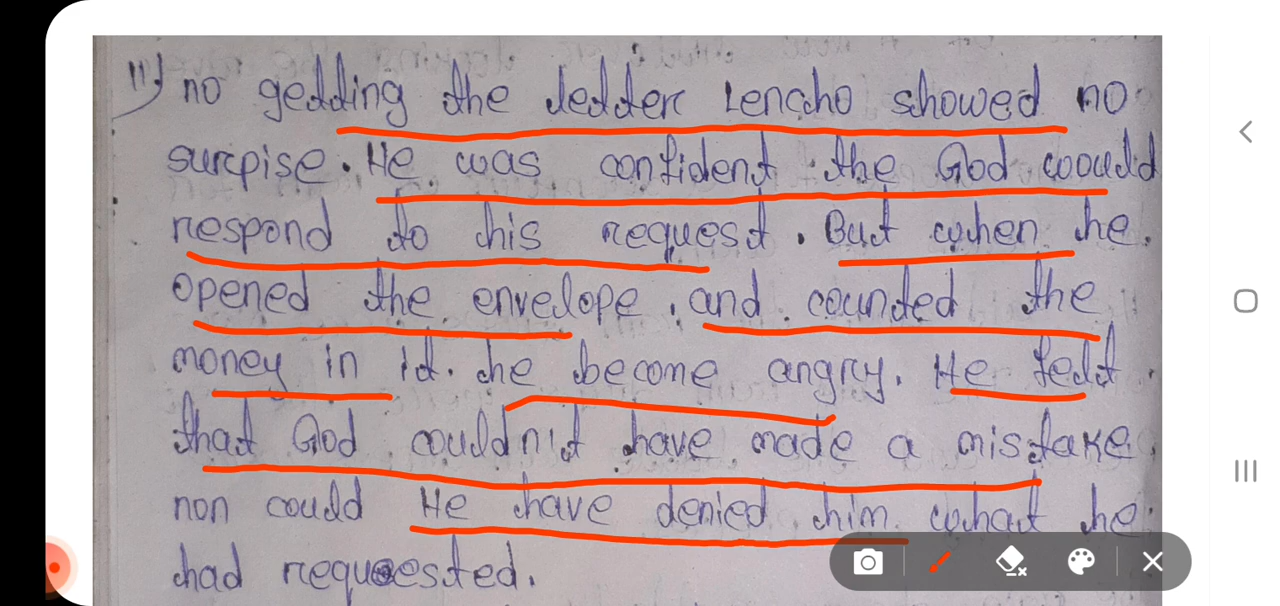 11) no getting the letter Lencho showed no
surpise. He was confident the God would
respond to his request. But when he
opened the envelope, and counted the
money in it. he become angry. He felt
that God couldn't have made a mistake
non could He have denied him what he
had requested.